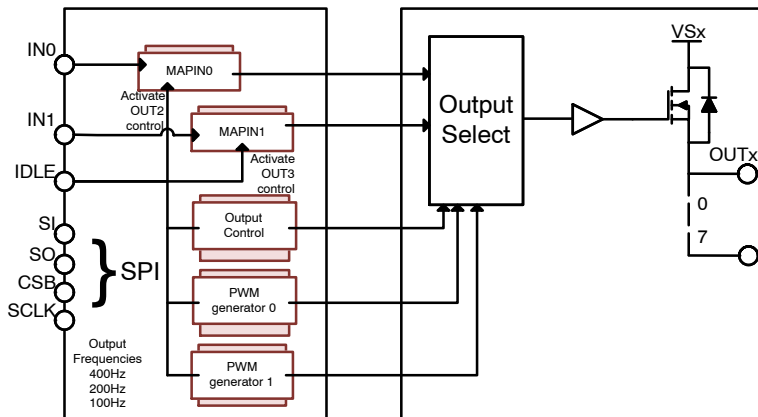 IN0
MAPIN0
Activate
OUT2
control
IN1
MAPIN1
Activate
OUT3
control
IDLE
SI
SO
CSB
SCLK
} SPI
Output
Control
PWM
generator 0
PWM
generator 1
Output
Frequencies
400Hz
200Hz
100Hz
Output
Select
VSx
OUTx
0
7